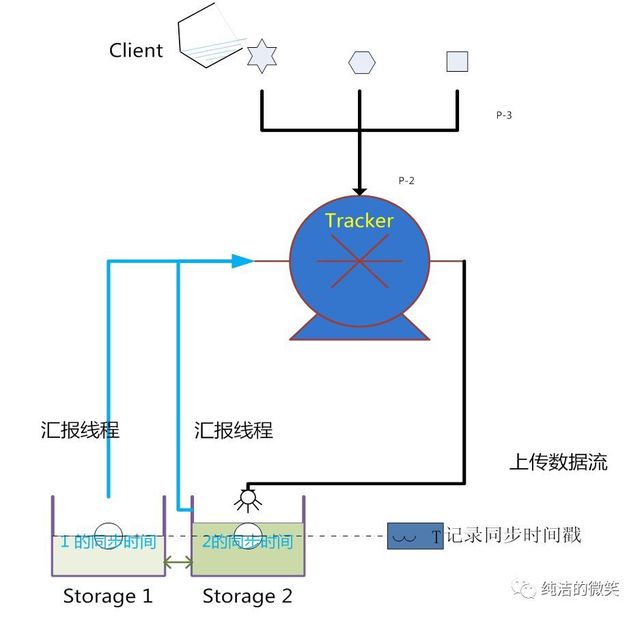 Client
P-3
P-2
Tracker
汇报线程
汇报线程
上传数据流
1 的同步时间
2的同步时间
T
记录同步时间戳
Storage 1
Storage 2
纯洁的微笑